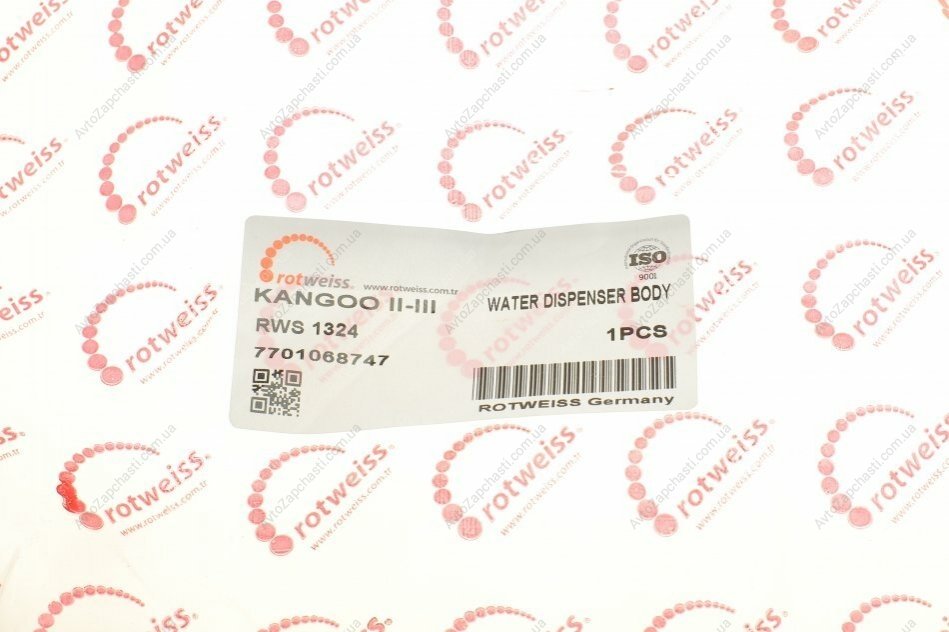 rotweiss® www.rotweiss.com.tr
KANGOO II-III
RWS 1324
7701068747
ISO
9001
WATER DISPENSER BODY
1PCS
ROTWEISS Germany
rotweiss®
www.rotweiss.com.tr
AvtoZapchasti.com.ua